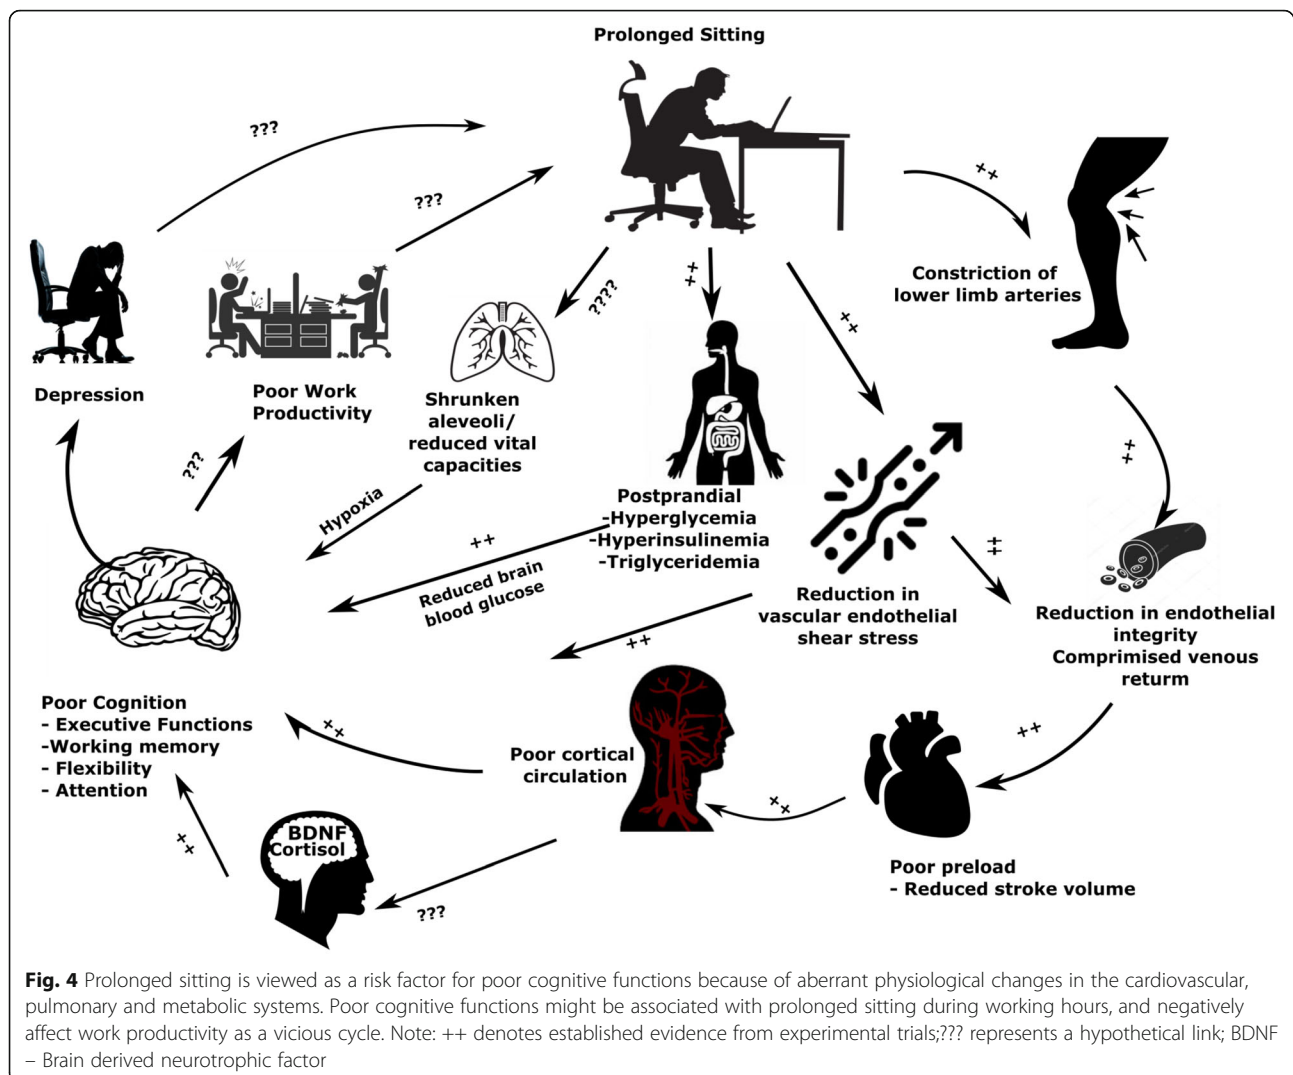 Prolonged Sitting
???
++
???
Constriction of
lower limb arteries
????
++
++
Depression
Poor Work
Productivity
Shrunken
aleveoli/
reduced vital
capacities
???
++
Hypoxia
Postprandial
-Hyperglycemia
-Hyperinsulinemia
-Triglyceridemia
++
Reduced brain
blood glucose
++
Reduction in
vascular endothelial
shear stress
Reduction in endothelial
integrity
Comprimised venous
returm
++
Poor Cognition
- Executive Functions
-Working memory
- Flexibility
- Attention
++
Poor cortical
circulation
++
++
BDNF
Cortisol
++
???
Poor preload
- Reduced stroke volume
Fig. 4 Prolonged sitting is viewed as a risk factor for poor cognitive functions because of aberrant physiological changes in the cardiovascular,
pulmonary and metabolic systems. Poor cognitive functions might be associated with prolonged sitting during working hours, and negatively
affect work productivity as a vicious cycle. Note: ++ denotes established evidence from experimental trials;??? represents a hypothetical link; BDNF
– Brain derived neurotrophic factor